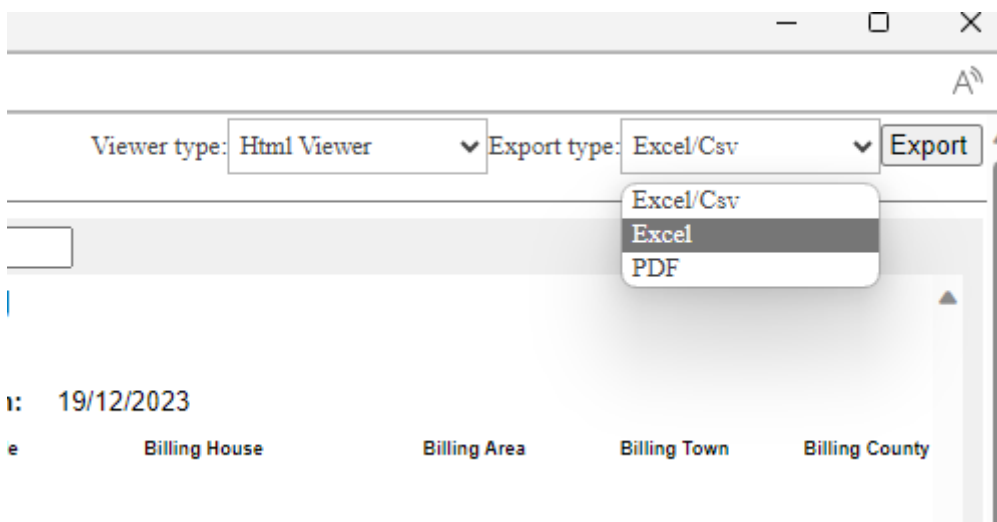 Viewer type: Html Viewer Export type: Excel/Csv Export
Excel/Csv
Excel
PDF
19/12/2023
Billing House Billing Area Billing Town Billing County